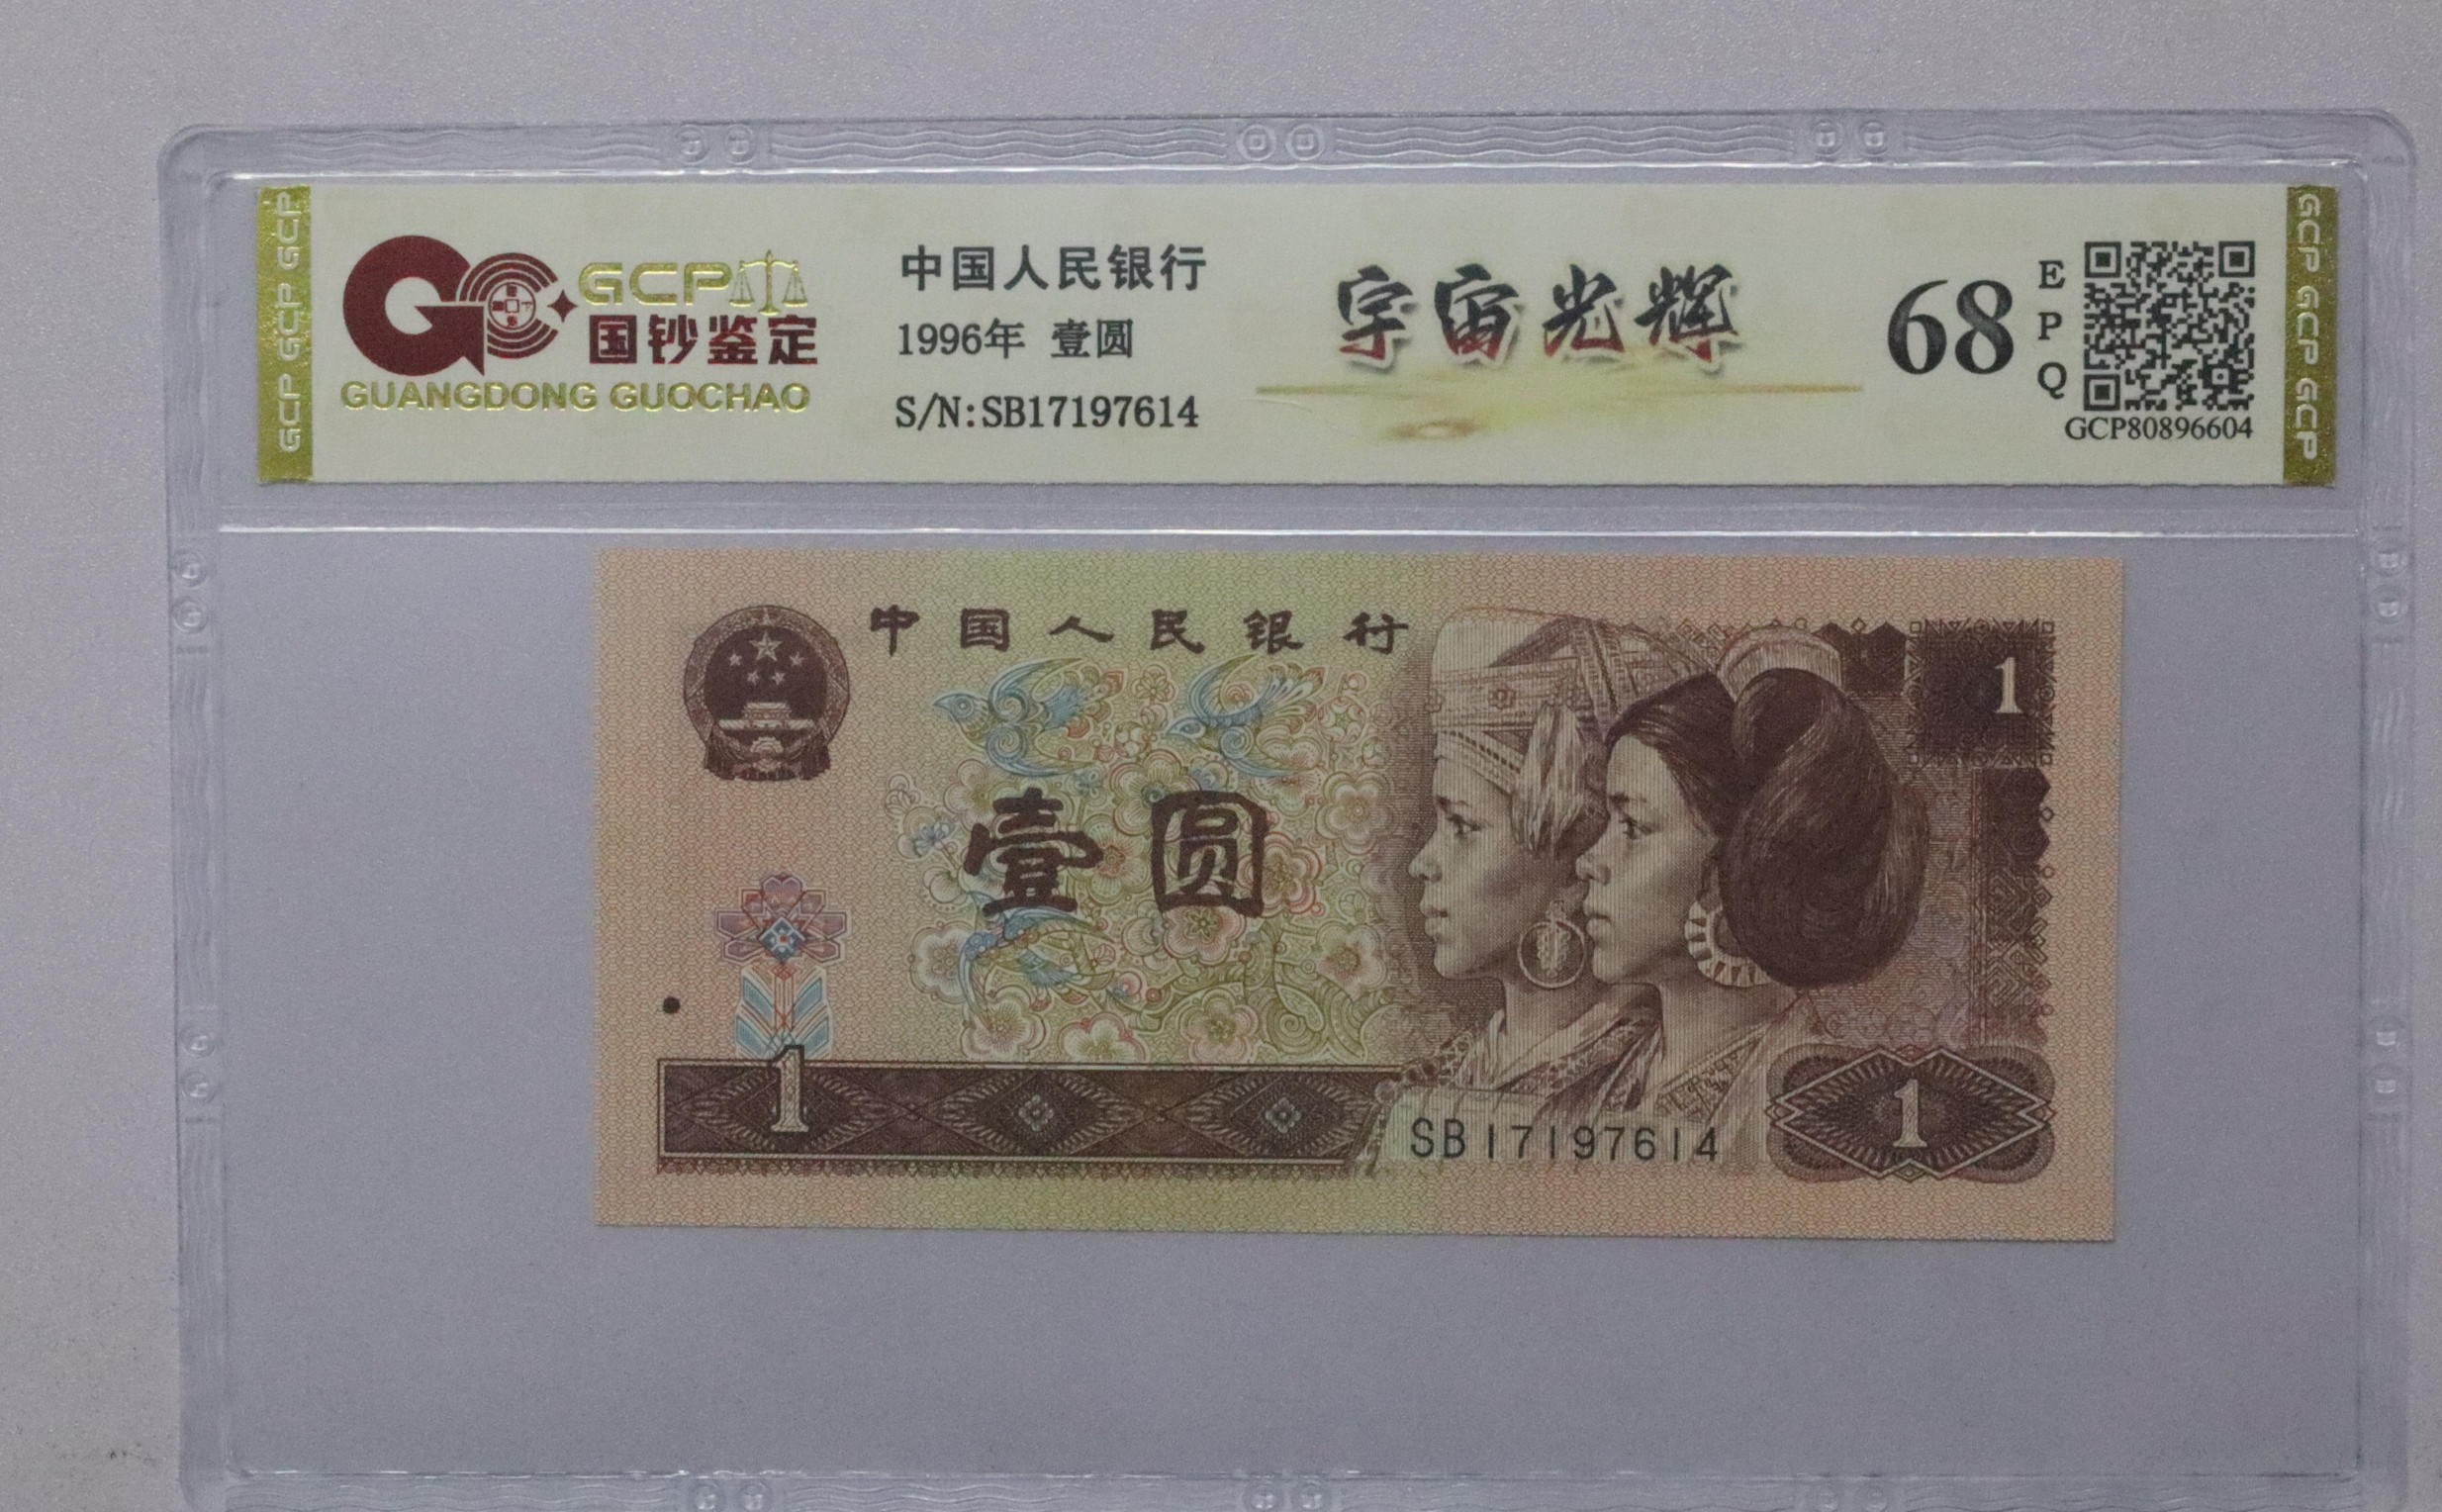 GCP GCP GCP
GCP
国钞鉴定
GUANGDONG GUOCHAO
中国人民银行
1996年 壹圆
S/N:SB17197614
宇宙光辉
68
EPQ
GCP80896604
GCP GCP GCP
中国人民银行
1
壹圆
1
SB17197614
1